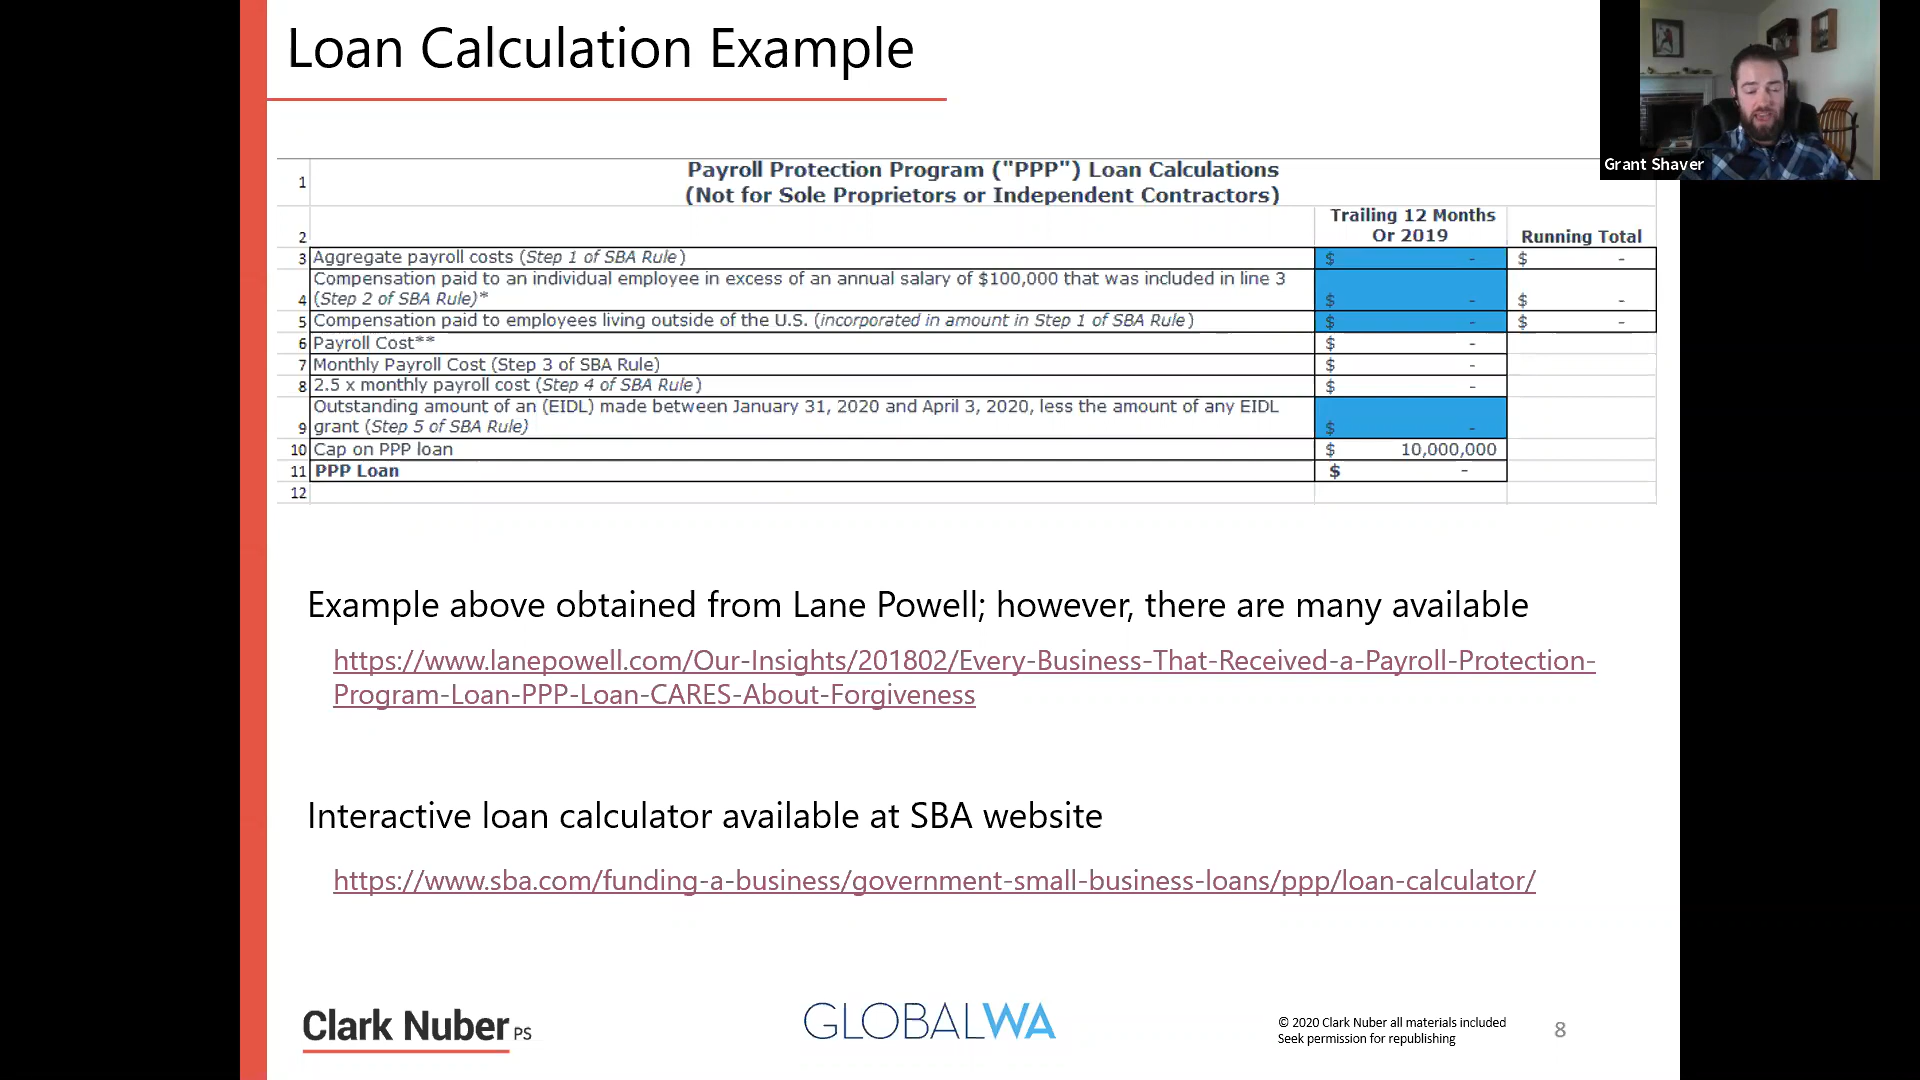 Loan Calculation Example
Grant Shaver
1 Payroll Protection Program ("PPP") Loan Calculations
(Not for Sole Proprietors or Independent Contractors)
2 Trailing 12 Months
Or 2019 Running Total
3 Aggregate payroll costs (Step 1 of SBA Rule) $ - $ -
Compensation paid to an individual employee in excess of an annual salary of $100,000 that was included in line 3
4 (Step 2 of SBA Rule)* $ - $ -
5 Compensation paid to employees living outside of the U.S. (incorporated in amount in Step 1 of SBA Rule) $ - $ -
6 Payroll Cost** $ -
7 Monthly Payroll Cost (Step 3 of SBA Rule) $ -
8 2.5 x monthly payroll cost (Step 4 of SBA Rule) $ -
Outstanding amount of an (EIDL) made between January 31, 2020 and April 3, 2020, less the amount of any EIDL
9 grant (Step 5 of SBA Rule) $ -
10 Cap on PPP loan $ 10,000,000
11 PPP Loan $ -
12
Example above obtained from Lane Powell; however, there are many available
https://www.lanepowell.com/Our-Insights/201802/Every-Business-That-Received-a-Payroll-Protection-
Program-Loan-PPP-Loan-CARES-About-Forgiveness
Interactive loan calculator available at SBA website
https://www.sba.com/funding-a-business/government-small-business-loans/ppp/loan-calculator/
Clark Nuber PS
GLOBALWA
© 2020 Clark Nuber all materials included
Seek permission for republishing
8